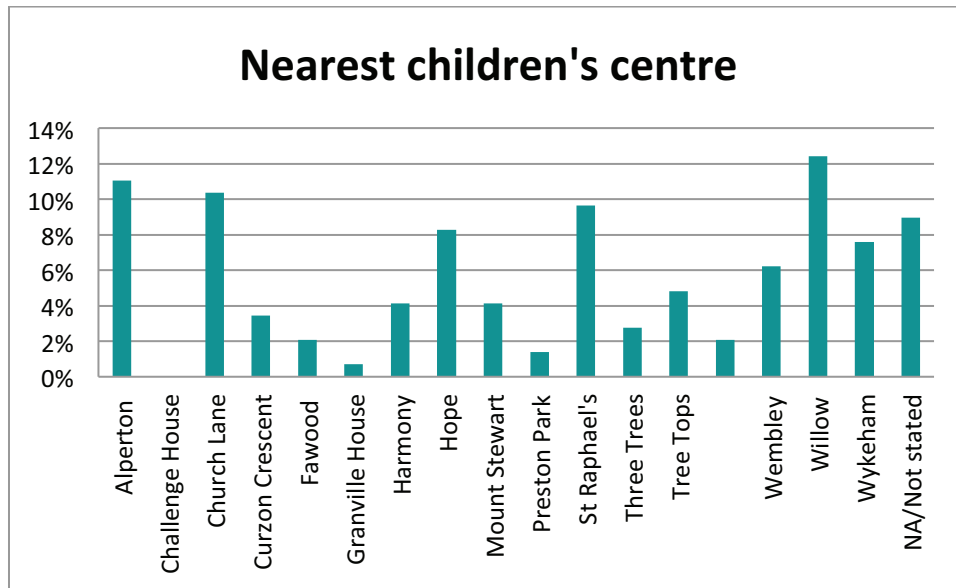 Nearest children's centre
14%
12%
10%
8%
6%
4%
2%
0%
Alperton
Challenge House
Church Lane
Curzon Crescent
Fawood
Granville House
Harmony
Hope
Mount Stewart
Preston Park
St Raphael's
Three Trees
Tree Tops
Wembley
Willow
Wykeham
NA/Not stated